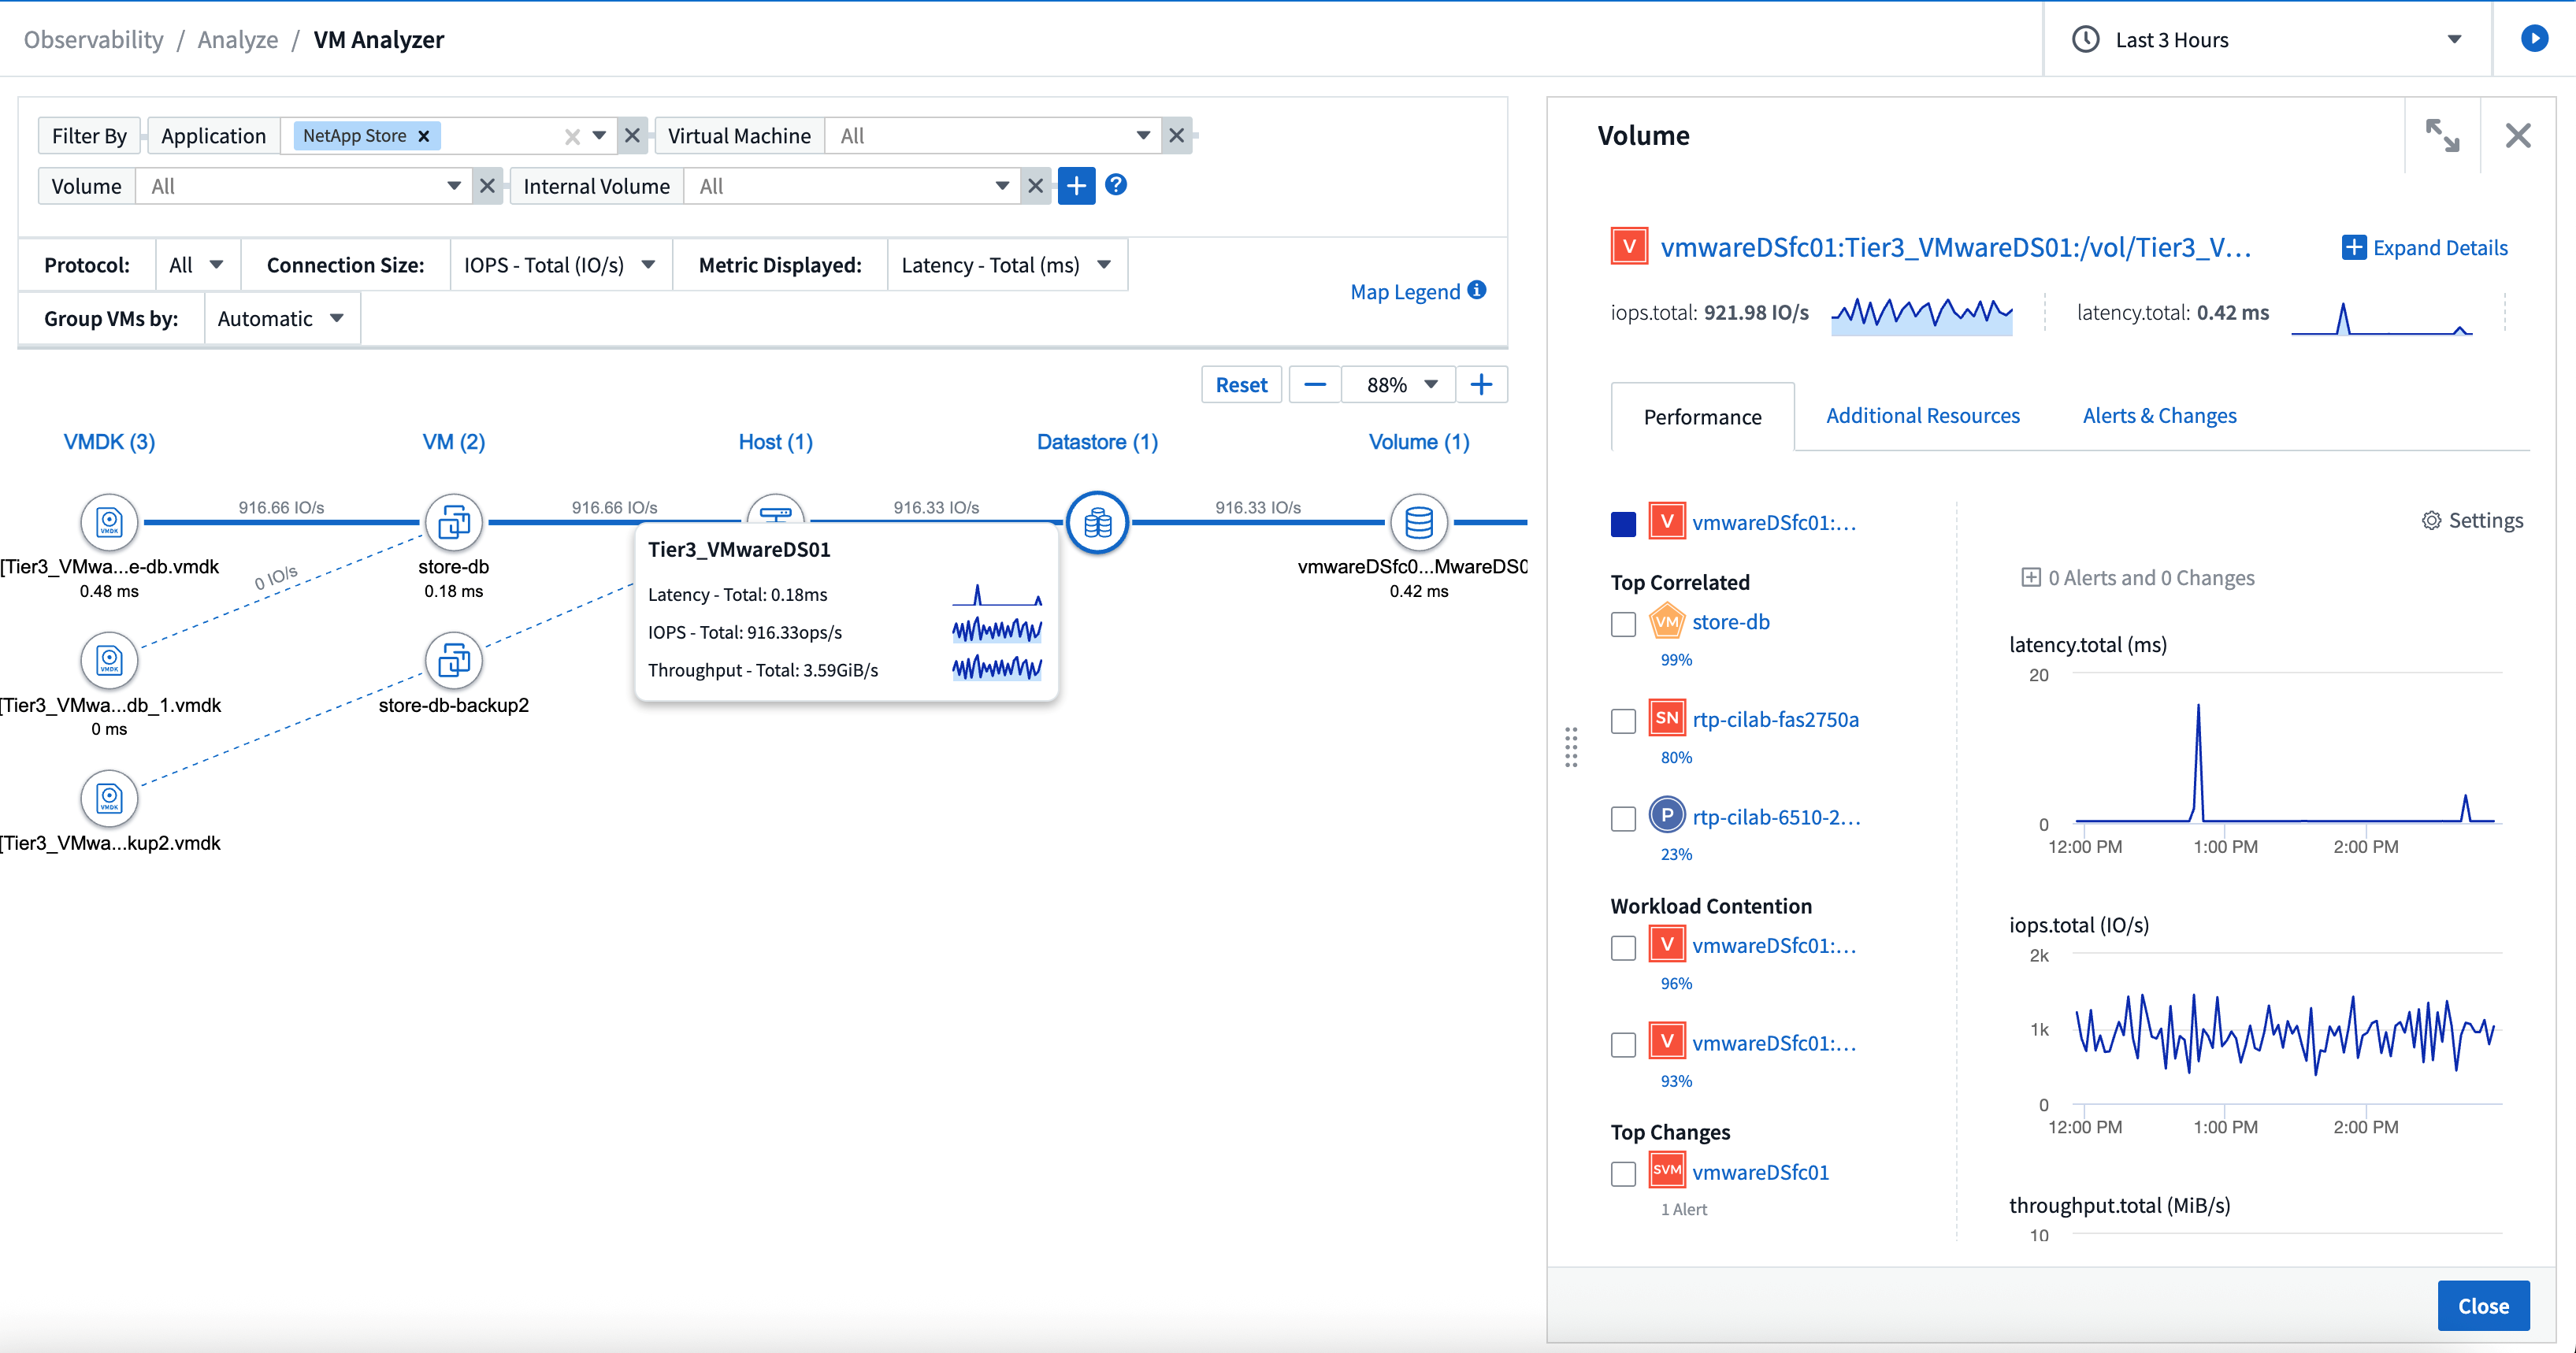 Observability / Analyze / VM Analyzer
Last 3 Hours
Filter By Application NetApp Store Virtual Machine All
Volume All Internal Volume All
Protocol: All Connection Size: IOPS - Total (IO/s) Metric Displayed: Latency - Total (ms)
Map Legend
Group VMs by: Automatic
Reset 88%
VMDK (3) VM (2) Host (1) Datastore (1) Volume (1)
916.66 IO/s 916.66 IO/s 916.33 IO/s 916.33 IO/s
VMDK
[Tier3_VMwa...e-db.vmdk
0.48 ms
store-db
0.18 ms
vmwareDSfc0...MwareDS0
0.42 ms
0 IO/s
Tier3_VMwareDS01
Latency - Total: 0.18ms
IOPS - Total: 916.33ops/s
Throughput - Total: 3.59GiB/s
VMDK
[Tier3_VMwa...db_1.vmdk
0 ms
store-db-backup2
VMDK
[Tier3_VMwa...kup2.vmdk
Volume
V vmwareDSfc01:Tier3_VMwareDS01:/vol/Tier3_V...
Expand Details
iops.total: 921.98 IO/s
latency.total: 0.42 ms
Performance Additional Resources Alerts & Changes
V vmwareDSfc01:...
Settings
Top Correlated
VM store-db
99%
SN rtp-cilab-fas2750a
80%
P rtp-cilab-6510-2...
23%
Workload Contention
V vmwareDSfc01:...
96%
V vmwareDSfc01:...
93%
Top Changes
SVM vmwareDSfc01
1 Alert
0 Alerts and 0 Changes
latency.total (ms)
20
0
12:00 PM 1:00 PM 2:00 PM
iops.total (IO/s)
2k
1k
0
12:00 PM 1:00 PM 2:00 PM
throughput.total (MiB/s)
10
Close